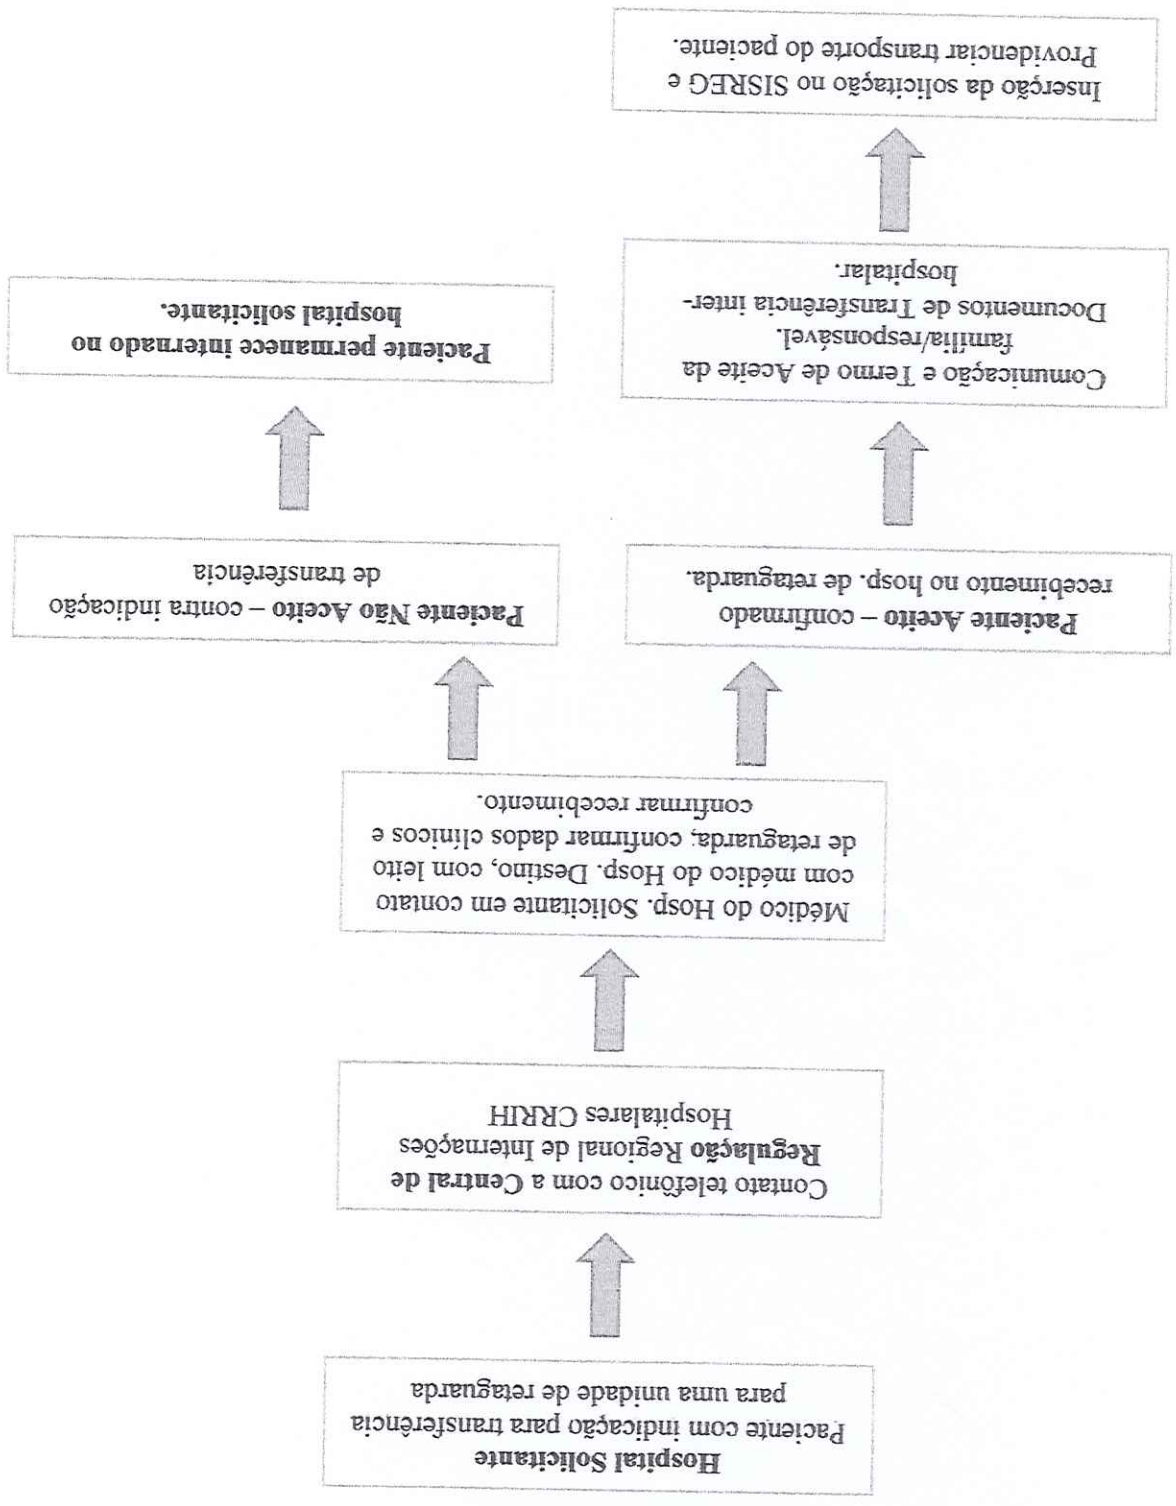 Hospital Solicitante
Paciente com indicação para transferência
para uma unidade de retaguarda
Contato telefônico com a Central de
Regulação Regional de Internações
Hospitalares CRRIH
Médico do Hosp. Solicitante em contato
com médico do Hosp. Destino, com leito
de retaguarda; confirmar dados clínicos e
confirmar recebimento.
Paciente Aceito – confirmado
recebimento no hosp. de retaguarda.
Paciente Não Aceito – contra indicação
de transferência
Comunicação e Termo de Aceite da
família/responsável.
Documentos de Transferência inter-
hospitalar.
Paciente permanece internado no
hospital solicitante.
Inserção da solicitação no SISREG e
Providenciar transporte do paciente.